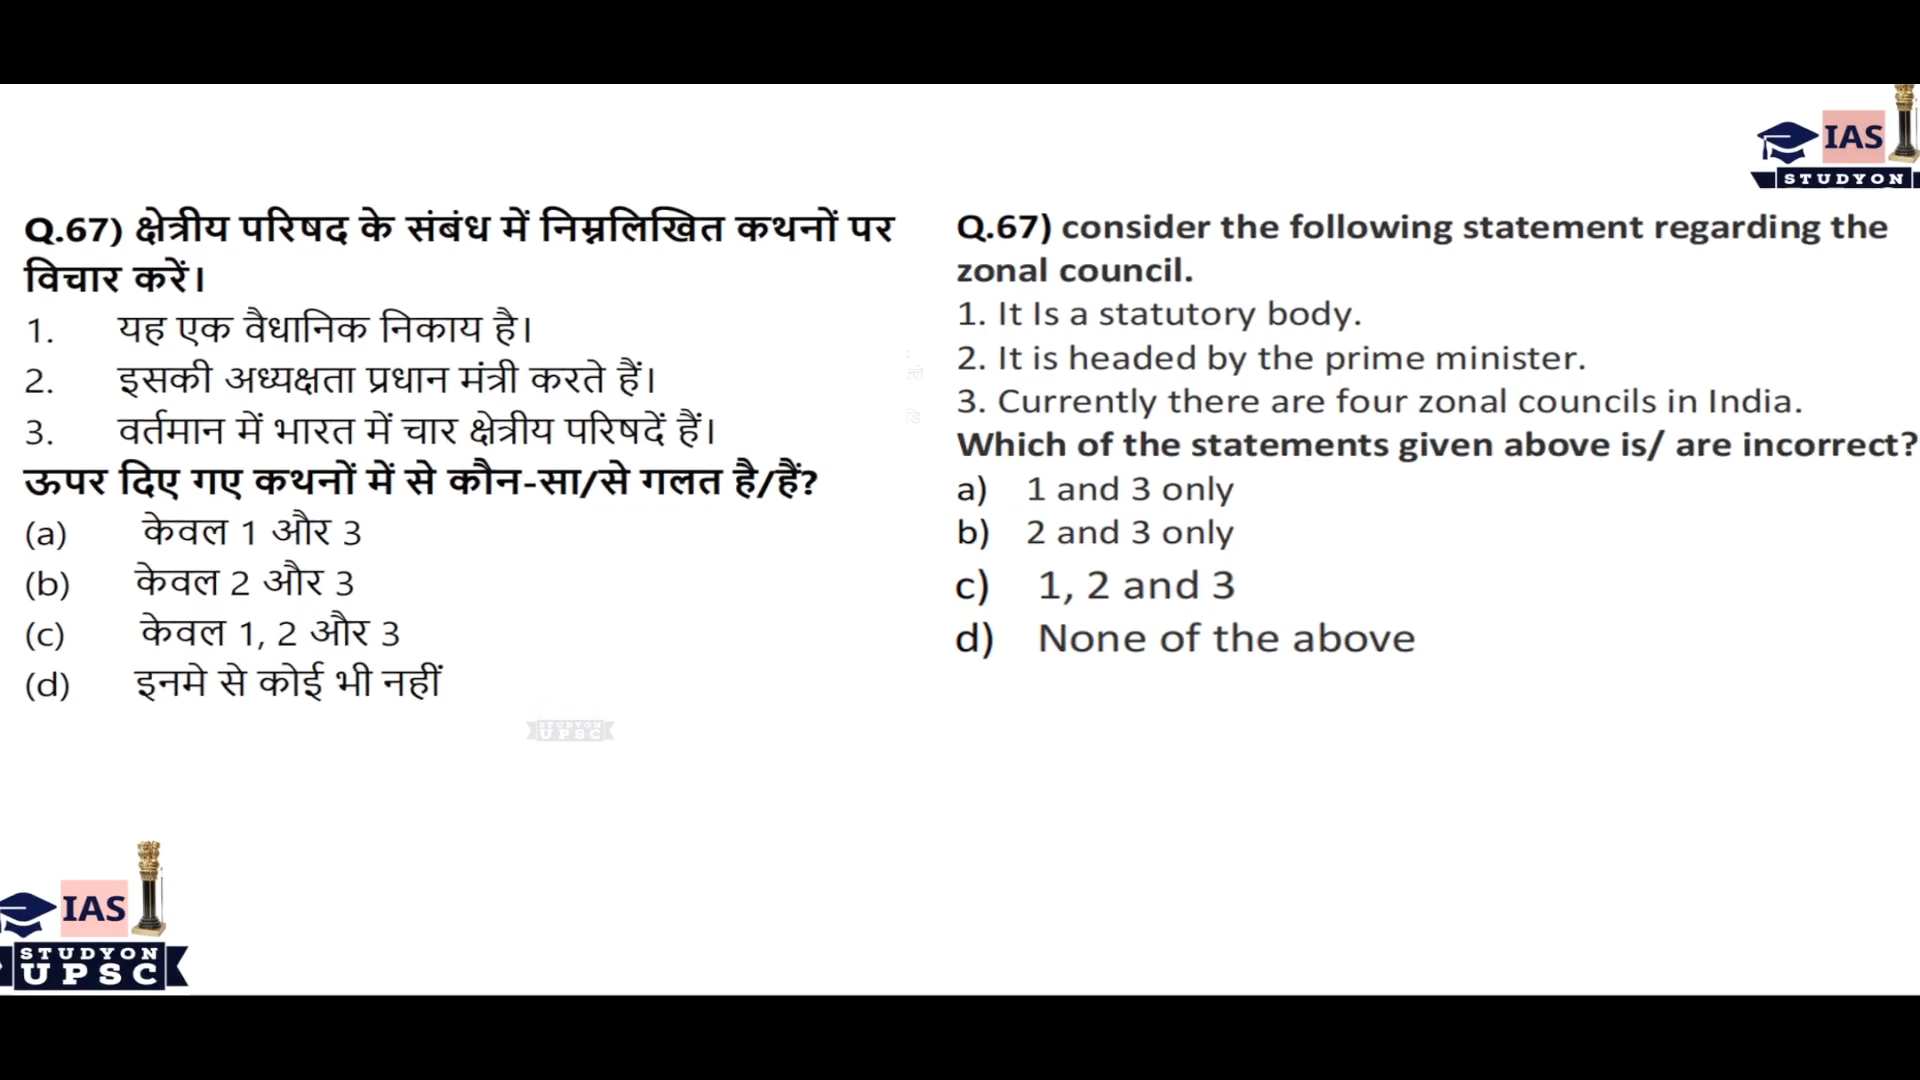 IAS
STUDYON
Q.67) क्षेत्रीय परिषद के संबंध में निम्नलिखित कथनों पर
विचार करें।
1. यह एक वैधानिक निकाय है।
2. इसकी अध्यक्षता प्रधान मंत्री करते हैं।
3. वर्तमान में भारत में चार क्षेत्रीय परिषदें हैं।
ऊपर दिए गए कथनों में से कौन-सा/से गलत है/हैं?
(a) केवल 1 और 3
(b) केवल 2 और 3
(c) केवल 1, 2 और 3
(d) इनमे से कोई भी नहीं
Q.67) consider the following statement regarding the
zonal council.
1. It Is a statutory body.
2. It is headed by the prime minister.
3. Currently there are four zonal councils in India.
Which of the statements given above is/ are incorrect?
a) 1 and 3 only
b) 2 and 3 only
c) 1, 2 and 3
d) None of the above
STUDYON
UPSC
IAS
STUDYON
UPSC